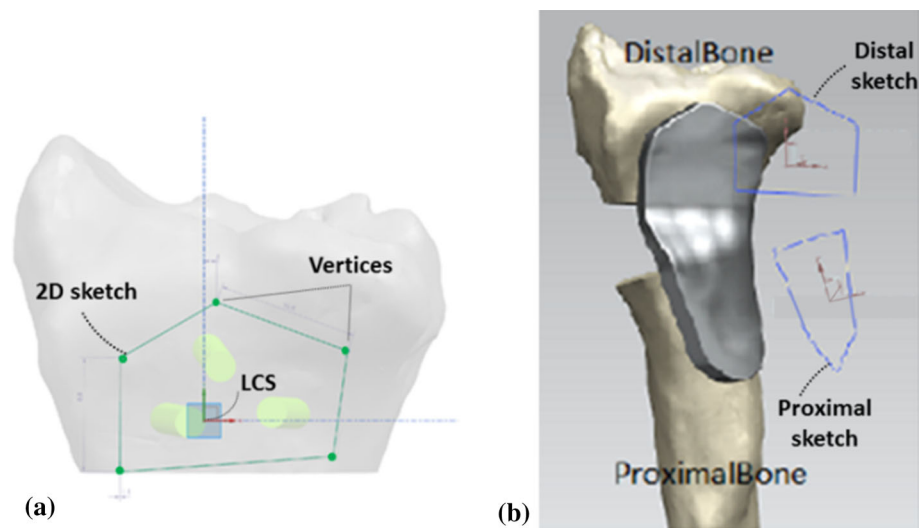 Vertices
2D sketch
LCS
(a)
DistalBone
Distal
sketch
Proximal
sketch
ProximalBone
(b)